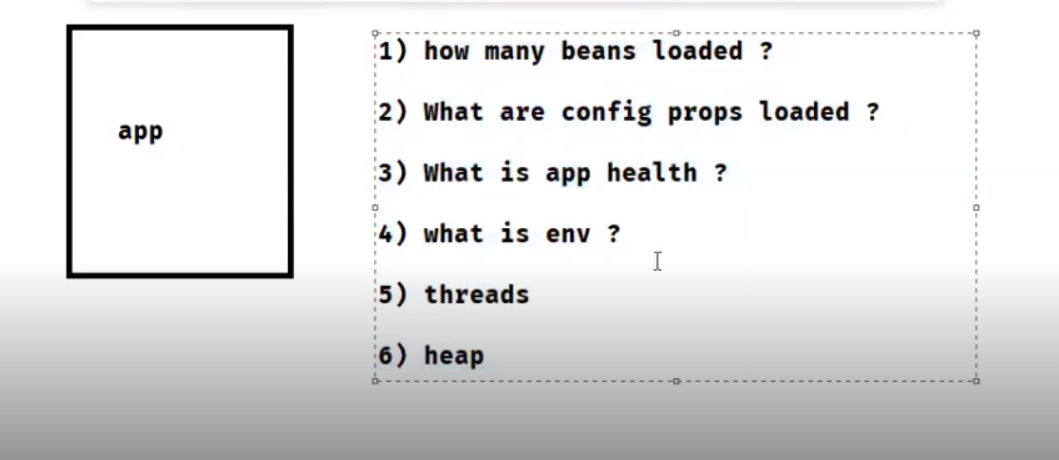 app
1) how many beans loaded ?
2) What are config props loaded ?
3) What is app health ?
4) what is env ?
5) threads
6) heap